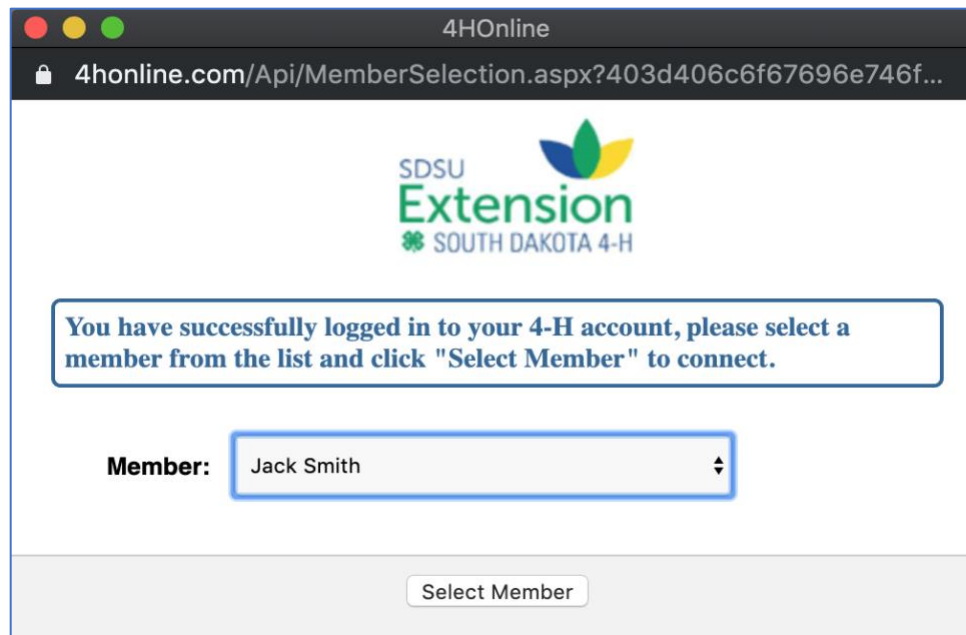 4HOnline
4honline.com/Api/MemberSelection.aspx?403d406c6f67696e746f...
SDSU
Extension
SOUTH DAKOTA 4-H
You have successfully logged in to your 4-H account, please select a
member from the list and click "Select Member" to connect.
Member: Jack Smith
Select Member